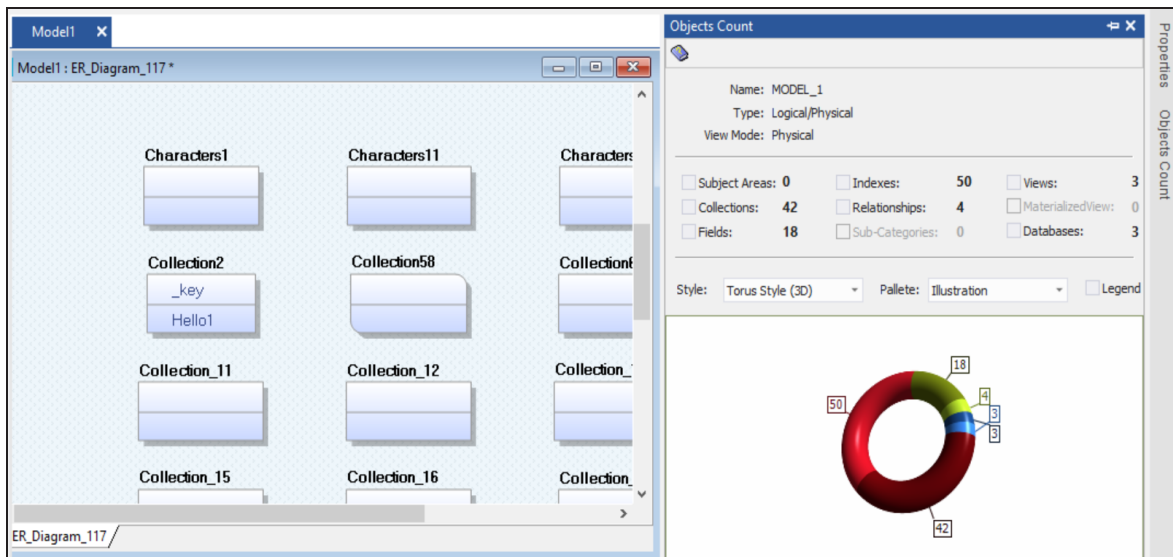 Model1
Model1 : ER_Diagram_117 *
Characters1
Characters11
Characters
Collection2
_key
Hello1
Collection58
Collection_11
Collection_12
Collection_
Collection_15
Collection_16
Collection_
ER_Diagram_117
Objects Count
Name: MODEL_1
Type: Logical/Physical
View Mode: Physical
Subject Areas: 0 Indexes: 50 Views: 3
Collections: 42 Relationships: 4 MaterializedView: 0
Fields: 18 Sub-Categories: 0 Databases: 3
Style: Torus Style (3D) Pallete: Illustration Legend
18
4
50
3
3
42
Properties
Objects Count